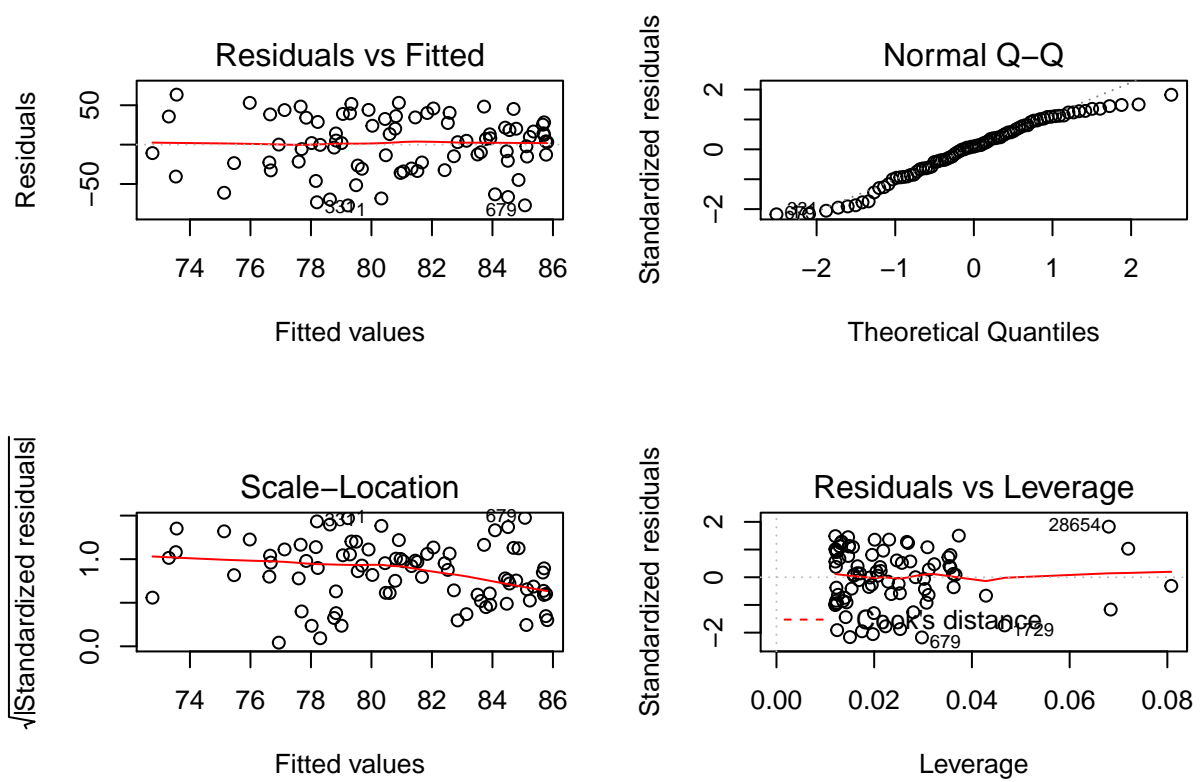 Residuals vs Fitted
Residuals
50
−50
679
74 76 78 80 82 84 86
Fitted values
Normal Q−Q
Standardized residuals
2
0
−2
−2 −1 0 1 2
Theoretical Quantiles
Scale−Location
√|Standardized residuals|
1.0
0.0
679
74 76 78 80 82 84 86
Fitted values
Residuals vs Leverage
Standardized residuals
2
0
−2
28654
Cook's distance
1729
679
0.00 0.02 0.04 0.06 0.08
Leverage